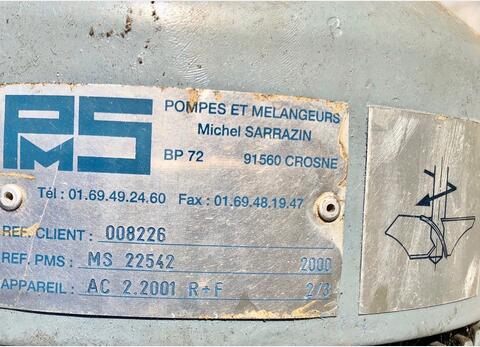 PMS
POMPES ET MELANGEURS
Michel SARRAZIN
BP 72 91560 CROSNE
Tél : 01.69.49.24.60 Fax : 01.69.48.19.47
REF. CLIENT : 008226
REF. PMS : MS 22542 2000
APPAREIL : AC 2.2001 R+F 2/3